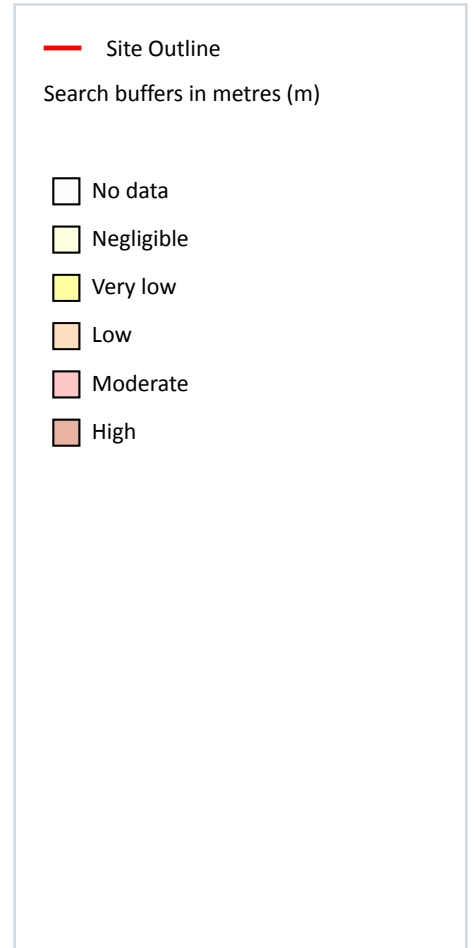 Site Outline
Search buffers in metres (m)
No data
Negligible
Very low
Low
Moderate
High